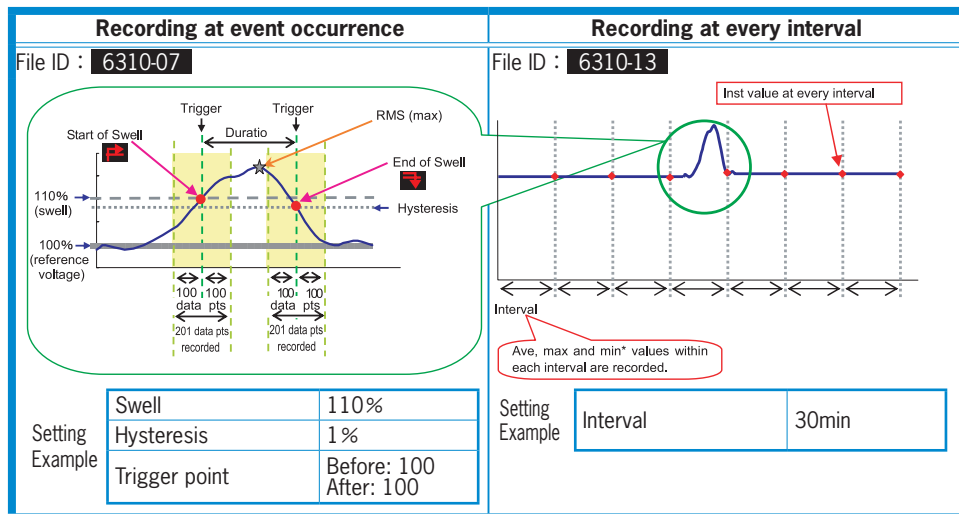 Recording at event occurrence
File ID : 6310-07
Trigger Trigger
RMS (max)
Start of Swell
Duratio
End of Swell
110%
(swell)
Hysteresis
100%
(reference
voltage)
100 100 100 100
data pts data pts
201 data pts
recorded
201 data pts
recorded
Setting
Example
Swell 110%
Hysteresis 1%
Trigger point Before: 100
After: 100
Recording at every interval
File ID : 6310-13
Inst value at every interval
Interval
Ave, max and min* values within
each interval are recorded.
Setting
Example
Interval 30min